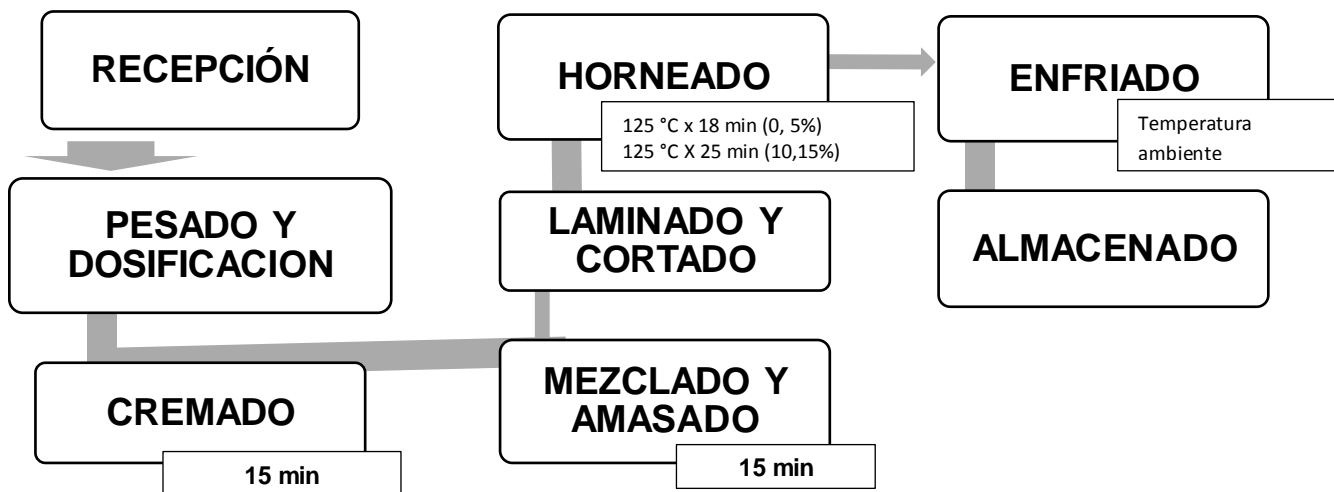 RECEPCIÓN
PESADO Y
DOSIFICACION
CREMADO
15 min
MEZCLADO Y
AMASADO
15 min
LAMINADO Y
CORTADO
HORNEADO
125 °C x 18 min (0, 5%)
125 °C X 25 min (10,15%)
ENFRIADO
Temperatura
ambiente
ALMACENADO